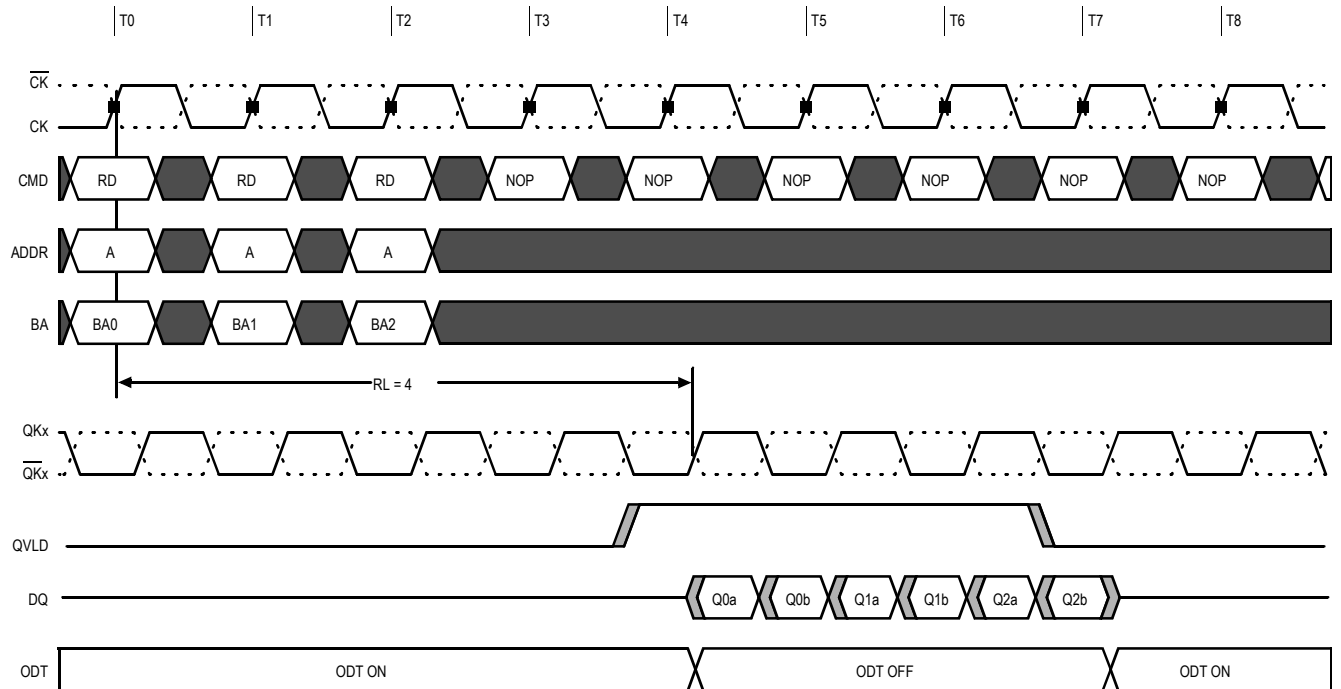 T0 T1 T2 T3 T4 T5 T6 T7 T8
C̅K̅
CK
CMD RD RD RD NOP NOP NOP NOP NOP NOP
ADDR A A A
BA BA0 BA1 BA2
RL = 4
QKx
Q̅K̅x
QVLD
DQ Q0a Q0b Q1a Q1b Q2a Q2b
ODT ODT ON ODT OFF ODT ON